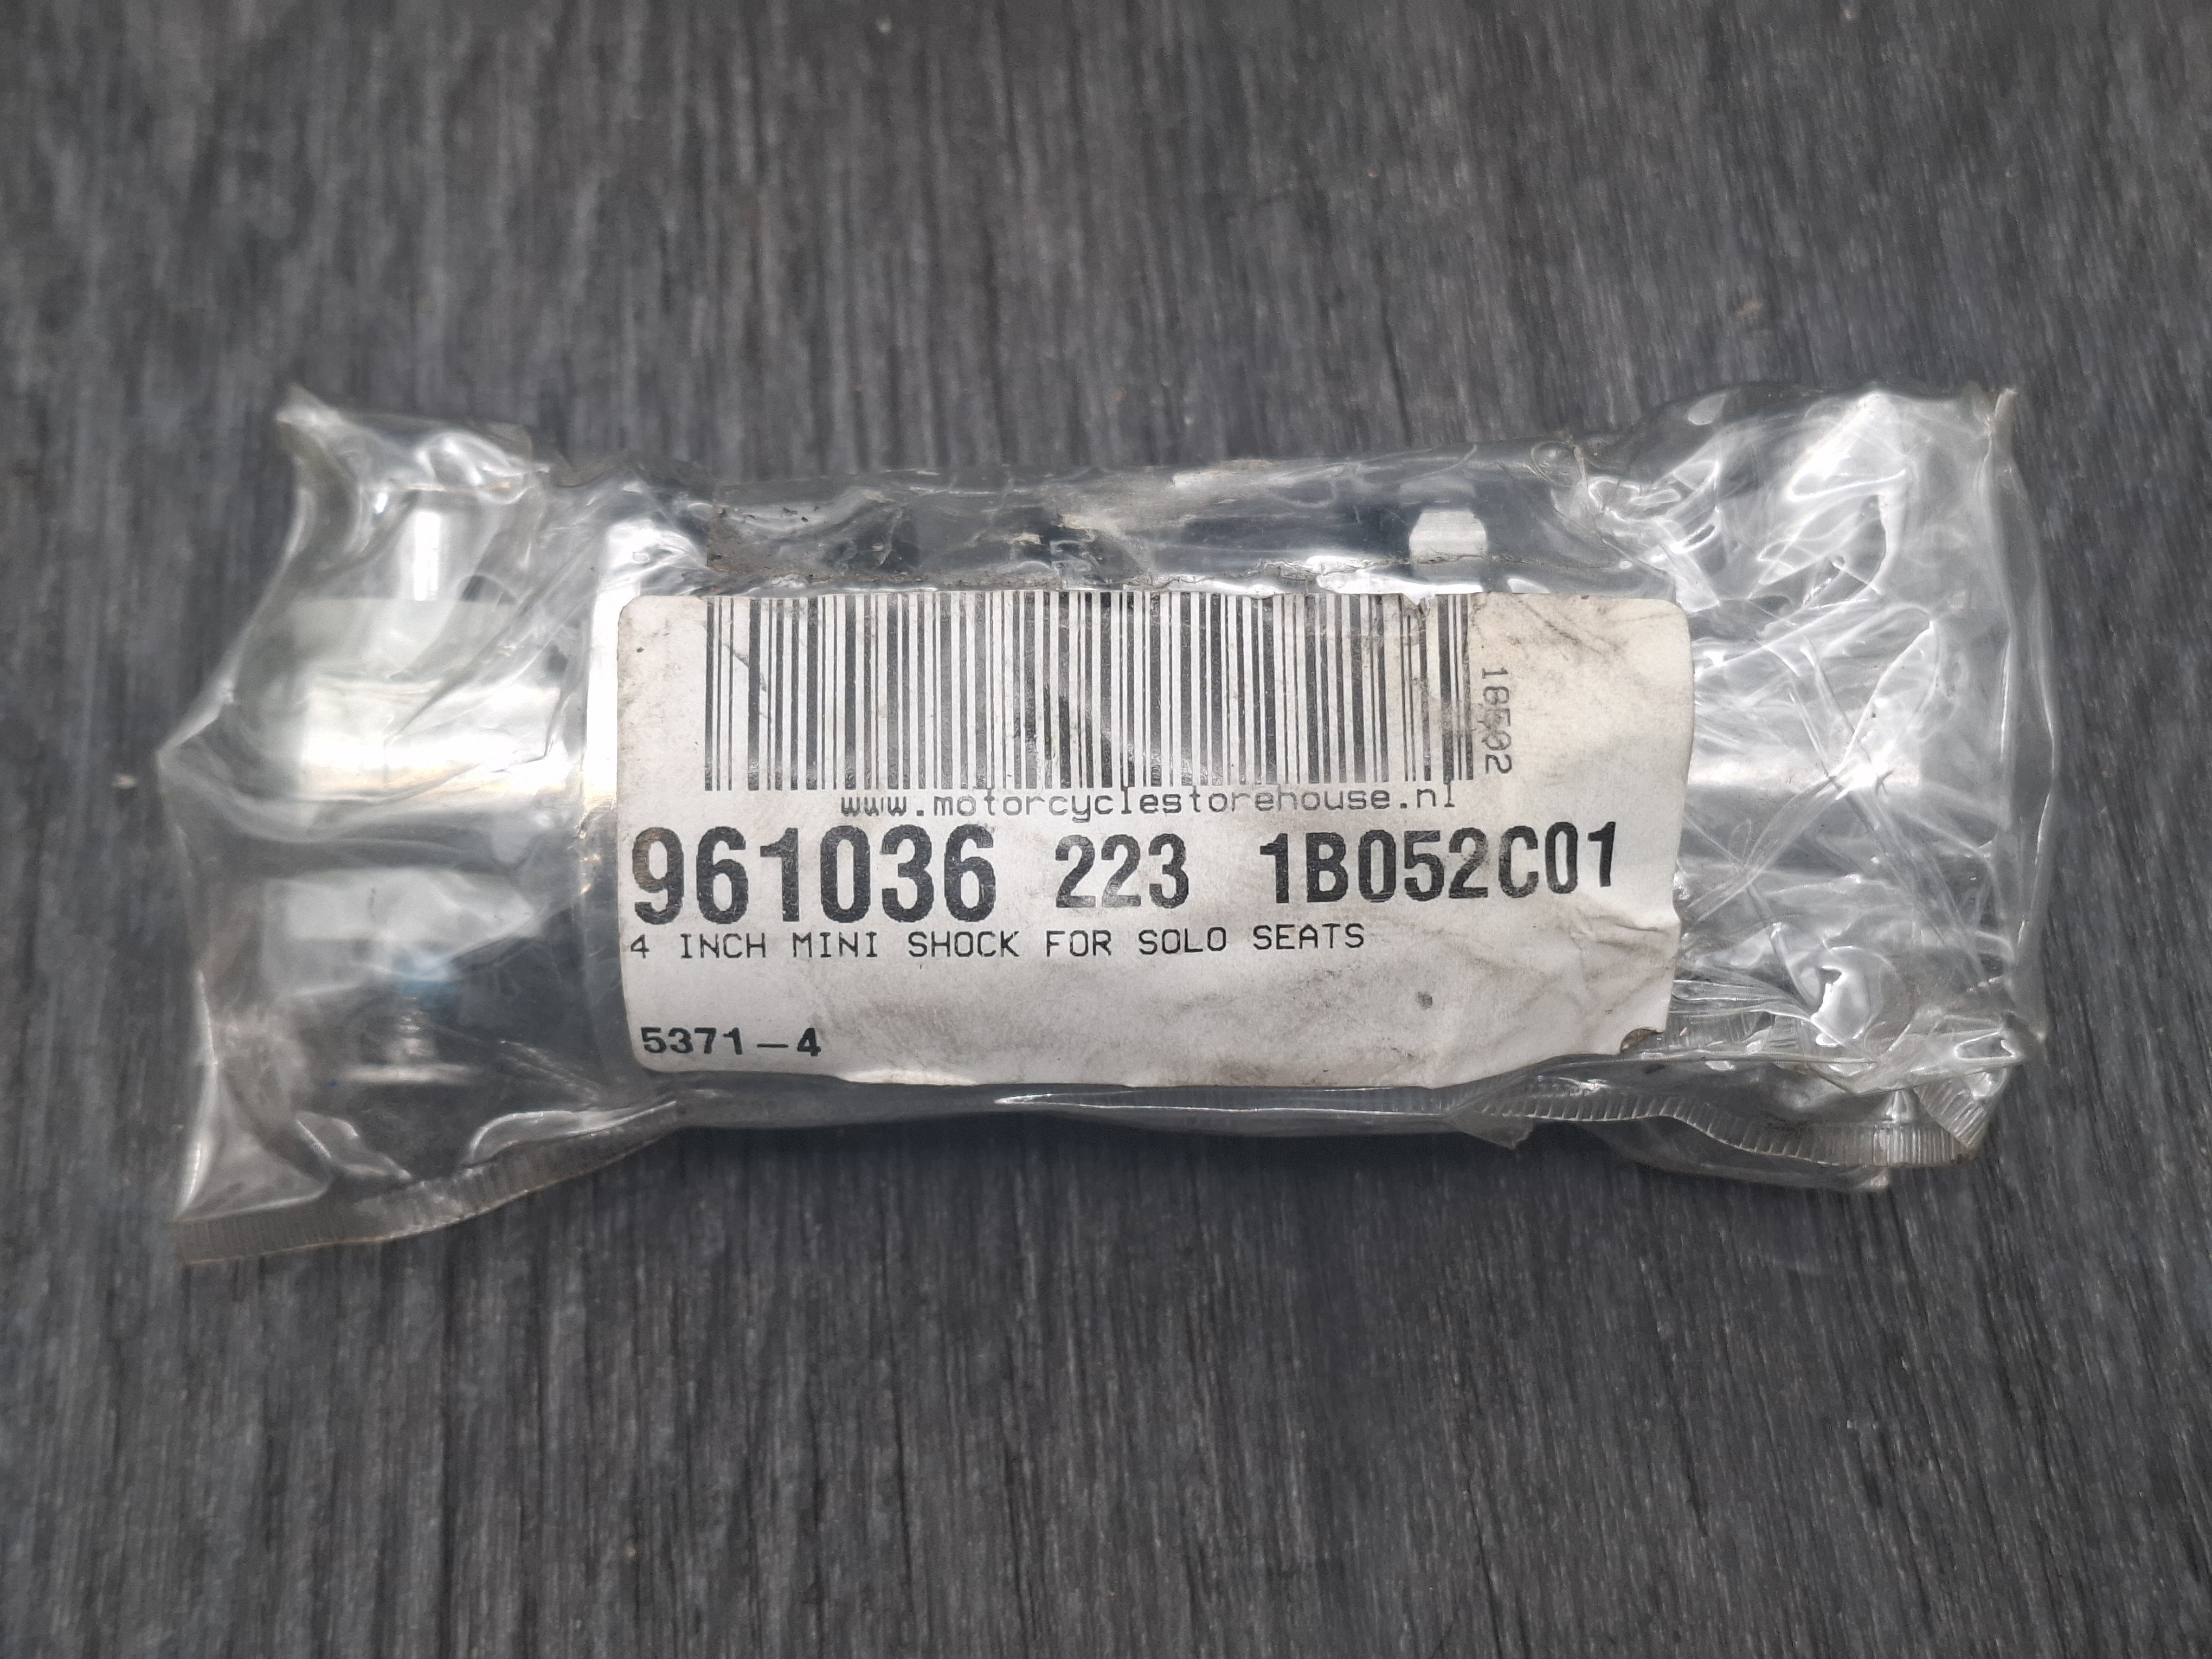 18502
www.motorcyclestorehouse.nl
961036 223 1B052C01
4 INCH MINI SHOCK FOR SOLO SEATS
5371-4